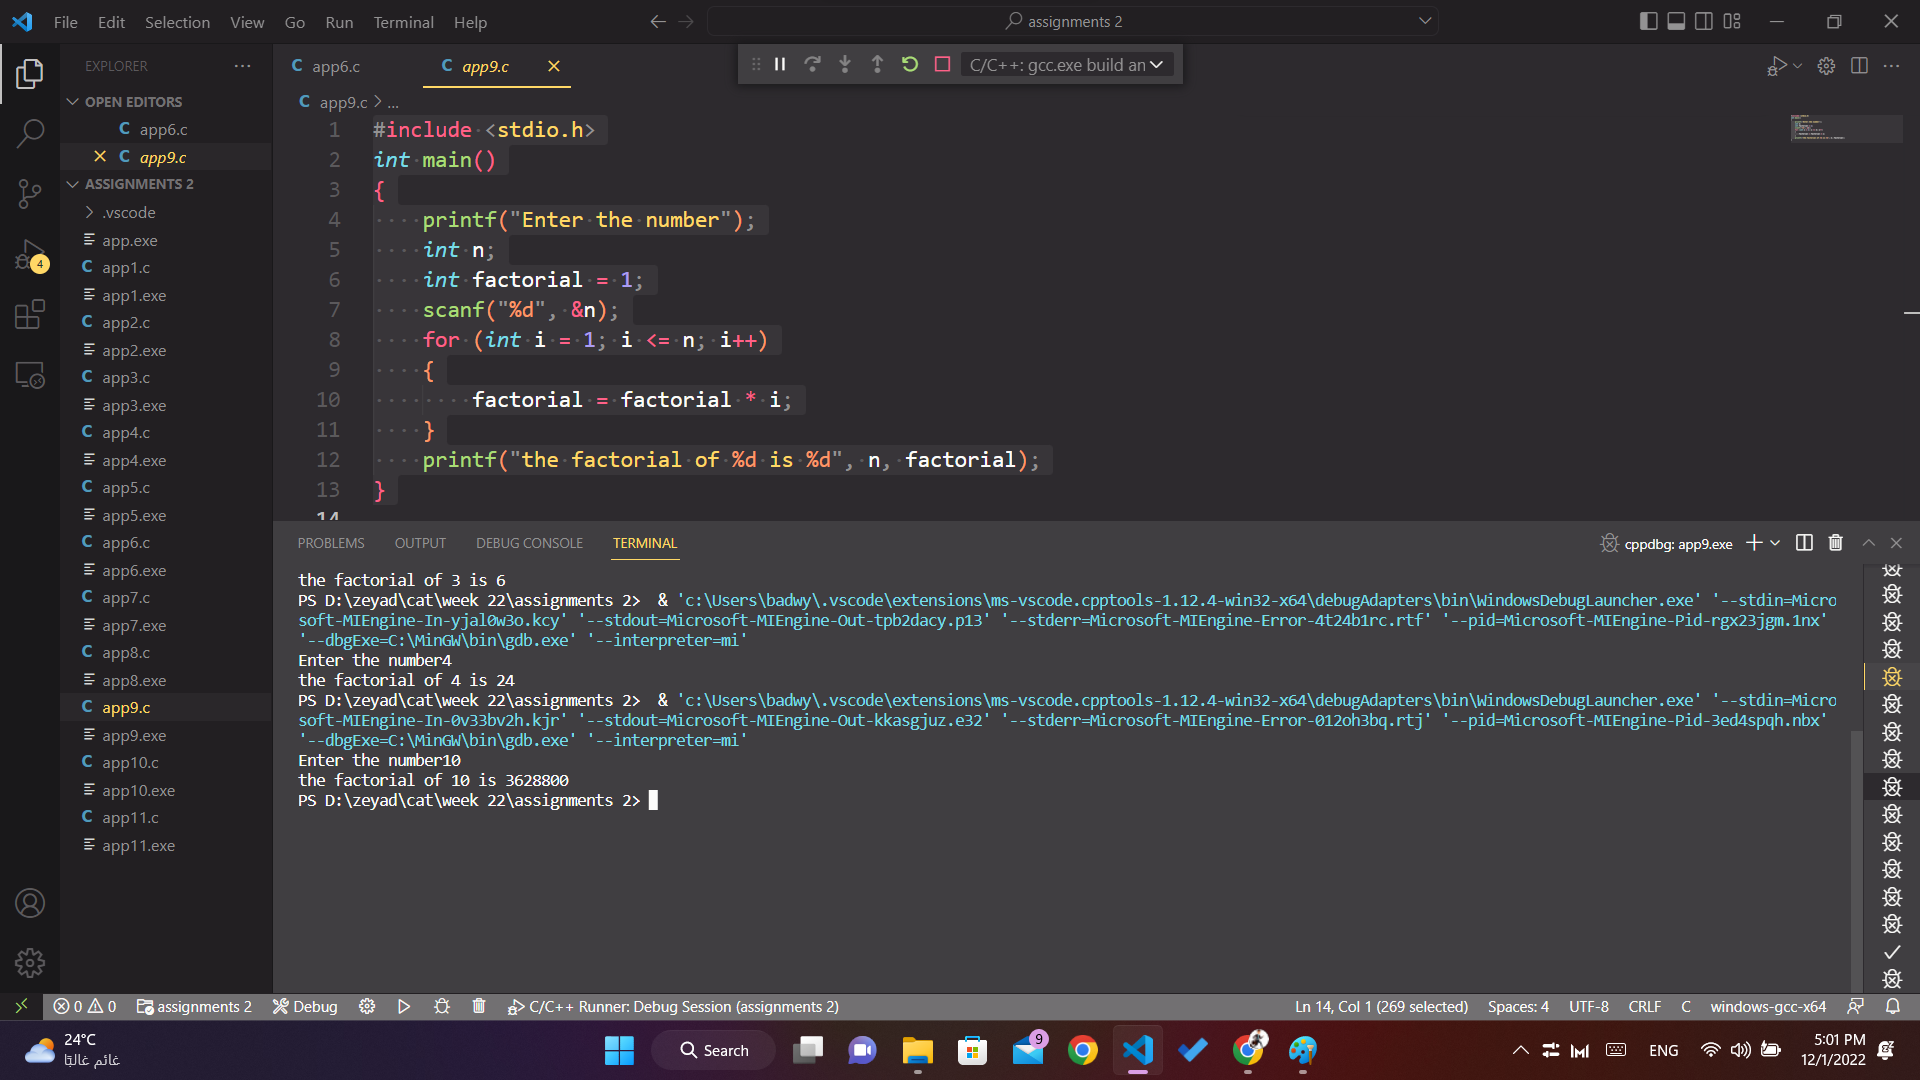 File Edit Selection View Go Run Terminal Help
assignments 2
EXPLORER
OPEN EDITORS
app6.c
app9.c
ASSIGNMENTS 2
.vscode
app.exe
app1.c
app1.exe
app2.c
app2.exe
app3.c
app3.exe
app4.c
app4.exe
app5.c
app5.exe
app6.c
app6.exe
app7.c
app7.exe
app8.c
app8.exe
app9.c
app9.exe
app10.c
app10.exe
app11.c
app11.exe
4
C app6.c
C app9.c
C/C++: gcc.exe build an
C app9.c > ...
1 #include <stdio.h>
2 int main()
3 {
4 printf("Enter the number");
5 int n;
6 int factorial = 1;
7 scanf("%d", &n);
8 for (int i = 1; i <= n; i++)
9 {
10 factorial = factorial * i;
11 }
12 printf("the factorial of %d is %d", n, factorial);
13 }
14
PROBLEMS OUTPUT DEBUG CONSOLE TERMINAL
cppdbg: app9.exe
the factorial of 3 is 6
PS D:\zeyad\cat\week 22\assignments 2> & 'c:\Users\badwy\.vscode\extensions\ms-vscode.cpptools-1.12.4-win32-x64\debugAdapters\bin\WindowsDebugLauncher.exe' '--stdin=Micro
soft-MIEngine-In-yjal0w3o.kcy' '--stdout=Microsoft-MIEngine-Out-tpb2dacy.p13' '--stderr=Microsoft-MIEngine-Error-4t24b1rc.rtf' '--pid=Microsoft-MIEngine-Pid-rgx23jgm.1nx'
'--dbgExe=C:\MinGW\bin\gdb.exe' '--interpreter=mi'
Enter the number4
the factorial of 4 is 24
PS D:\zeyad\cat\week 22\assignments 2> & 'c:\Users\badwy\.vscode\extensions\ms-vscode.cpptools-1.12.4-win32-x64\debugAdapters\bin\WindowsDebugLauncher.exe' '--stdin=Micro
soft-MIEngine-In-0v33bv2h.kjr' '--stdout=Microsoft-MIEngine-Out-kkasgjuz.e32' '--stderr=Microsoft-MIEngine-Error-012oh3bq.rtj' '--pid=Microsoft-MIEngine-Pid-3ed4spqh.nbx'
'--dbgExe=C:\MinGW\bin\gdb.exe' '--interpreter=mi'
Enter the number10
the factorial of 10 is 3628800
PS D:\zeyad\cat\week 22\assignments 2>
0 0 assignments 2 Debug C/C++ Runner: Debug Session (assignments 2)
Ln 14, Col 1 (269 selected) Spaces: 4 UTF-8 CRLF C windows-gcc-x64
24°C
غائم غالبًا
Search
9
ENG
5:01 PM
12/1/2022